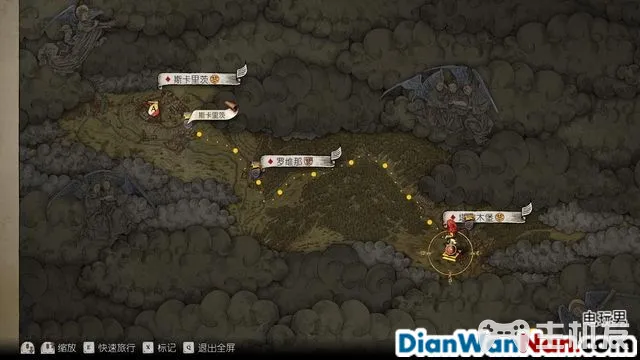 斯卡里茨
斯卡里茨
罗维那
木堡
电玩男
DianWanNan.com
缩放
E 快速旅行
X 标记
Q 退出全屏